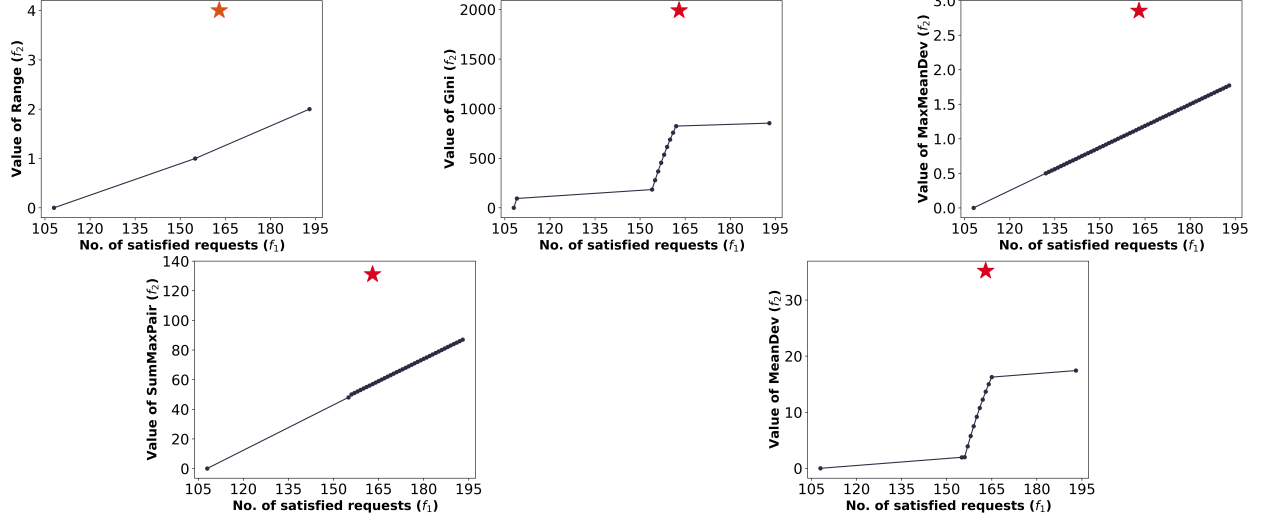 Value of Range (f₂)
4
3
2
1
0
105 120 135 150 165 180 195
No. of satisfied requests (f₁)
Value of Gini (f₂)
2000
1500
1000
500
0
105 120 135 150 165 180 195
No. of satisfied requests (f₁)
Value of MaxMeanDev (f₂)
3.0
2.5
2.0
1.5
1.0
0.5
0.0
105 120 135 150 165 180 195
No. of satisfied requests (f₁)
Value of SumMaxPair (f₂)
140
120
100
80
60
40
20
0
105 120 135 150 165 180 195
No. of satisfied requests (f₁)
Value of MeanDev (f₂)
30
20
10
0
105 120 135 150 165 180 195
No. of satisfied requests (f₁)